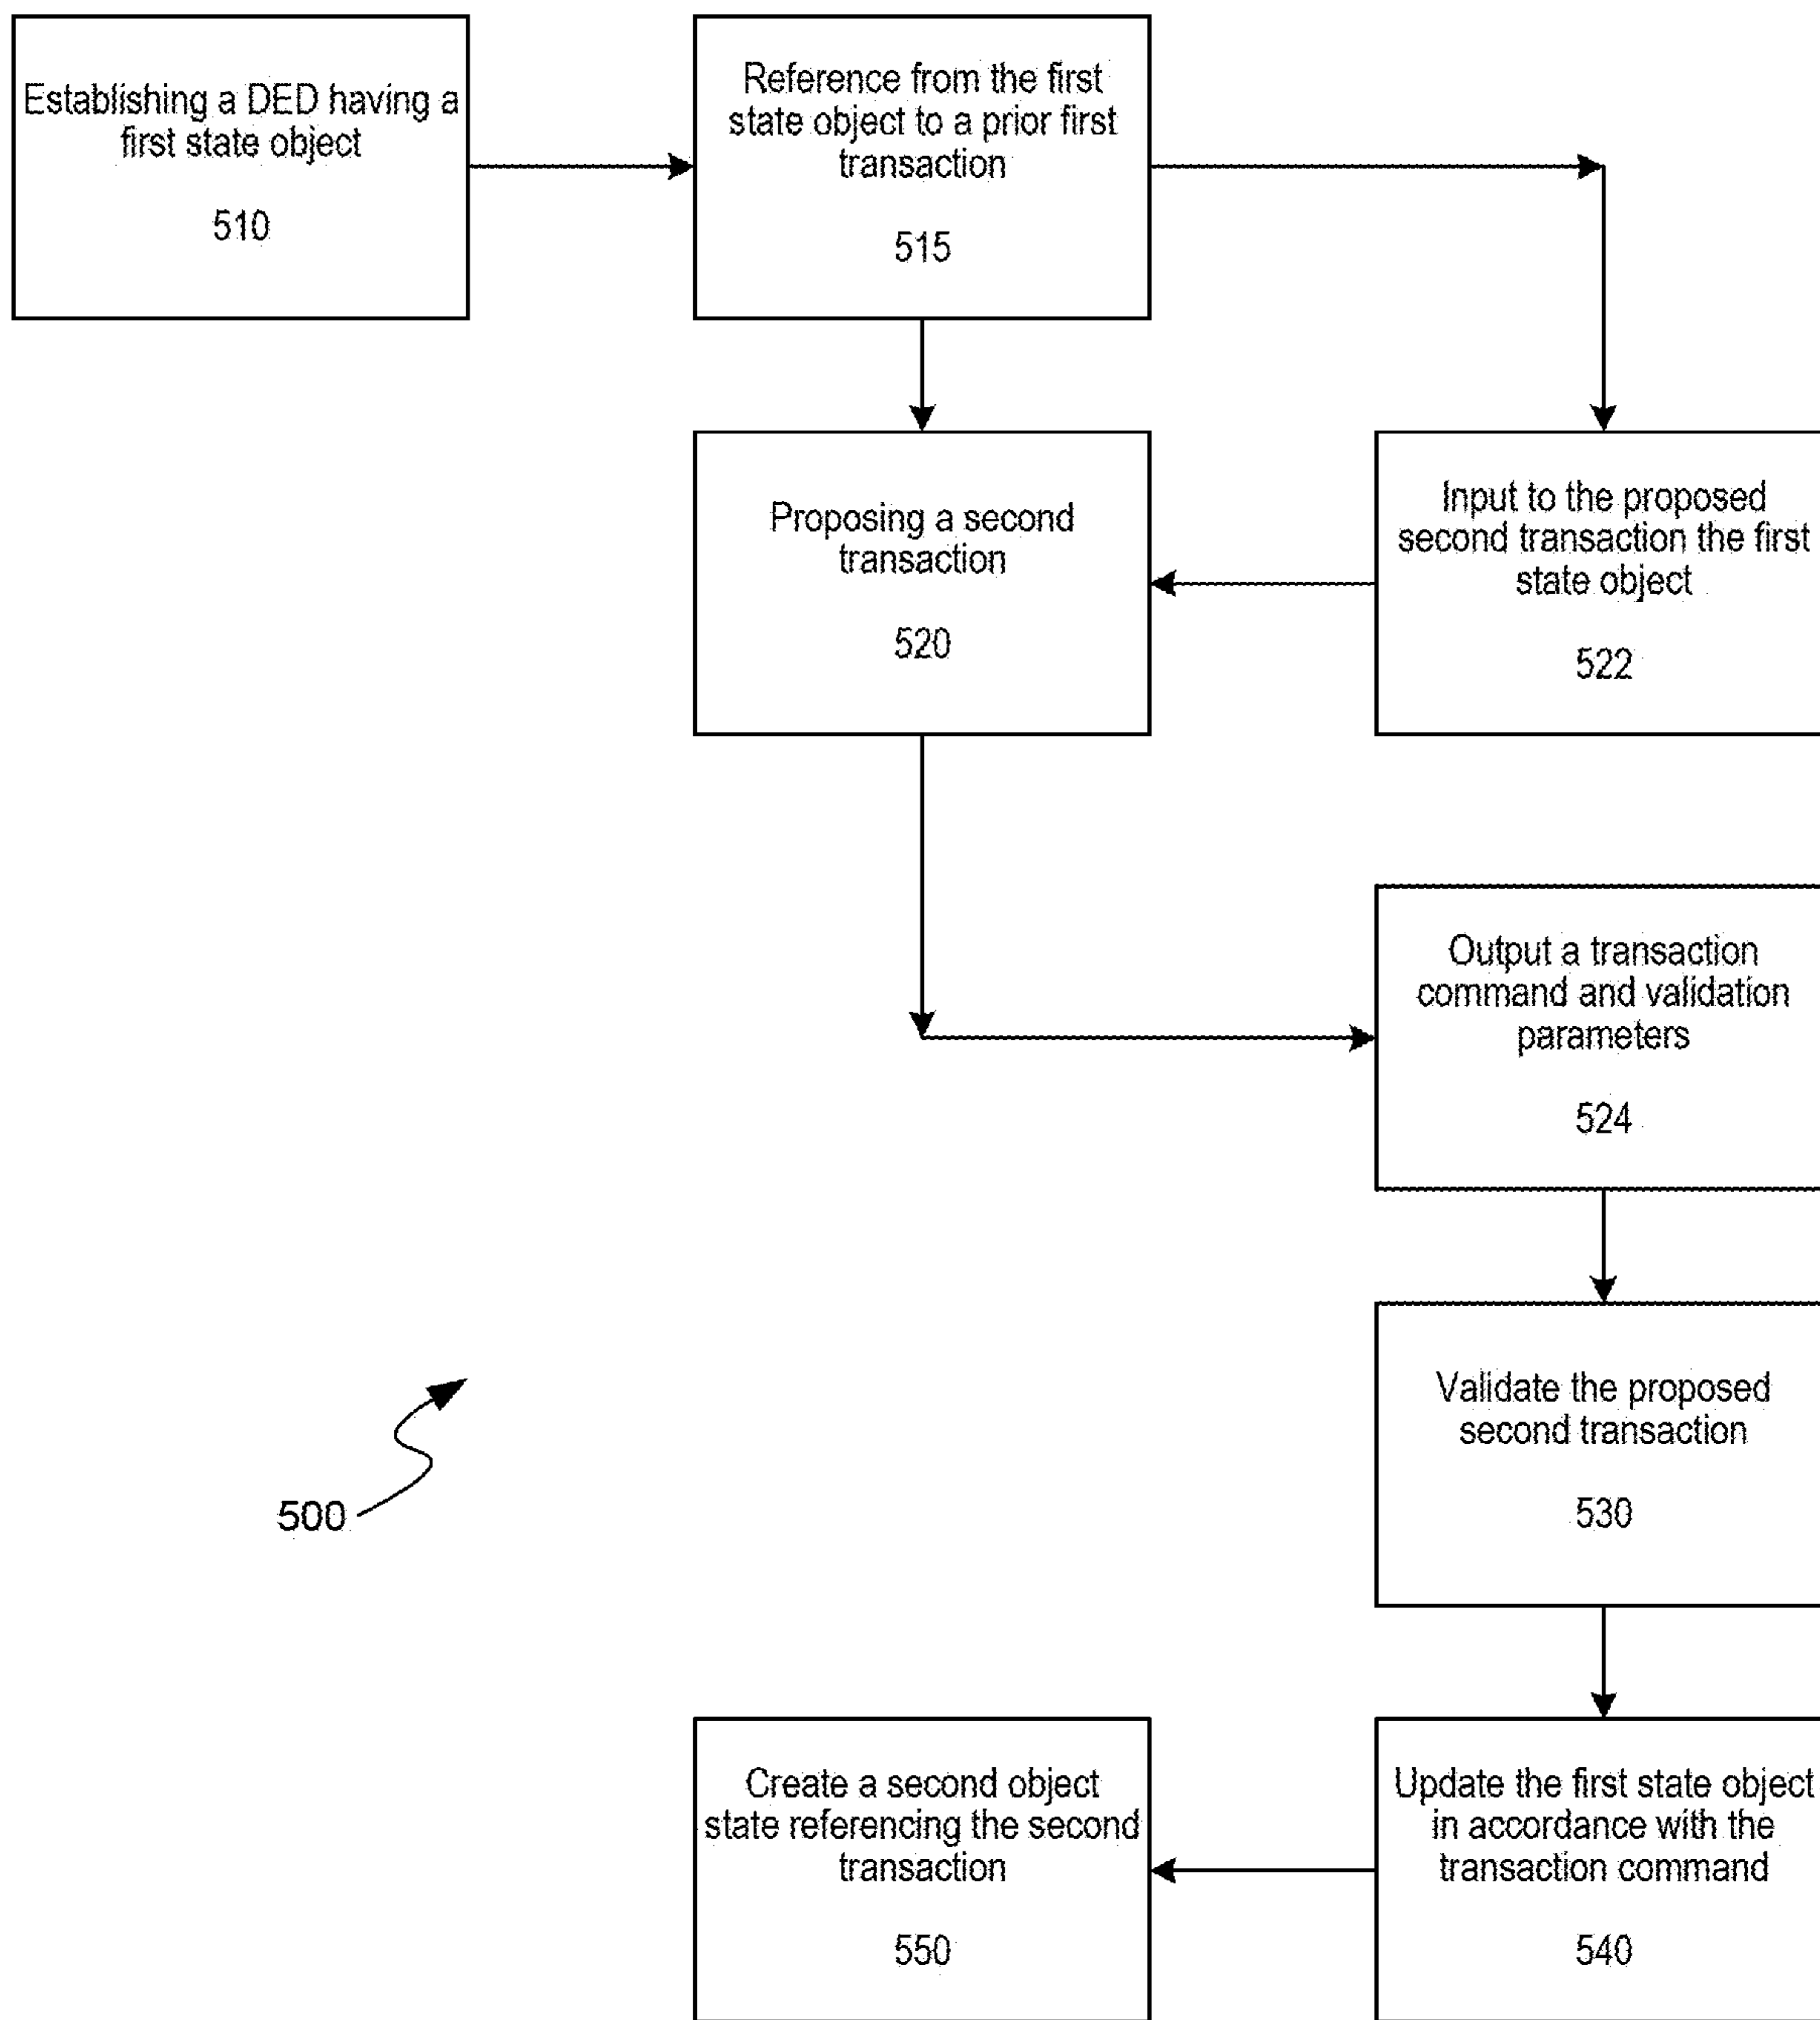 Establishing a DED having a
first state object
510
Reference from the first
state object to a prior first
transaction
515
Proposing a second
transaction
520
Input to the proposed
second transaction the first
state object
522
Output a transaction
command and validation
parameters
524
Validate the proposed
second transaction
530
500
Create a second object
state referencing the second
transaction
550
Update the first state object
in accordance with the
transaction command
540